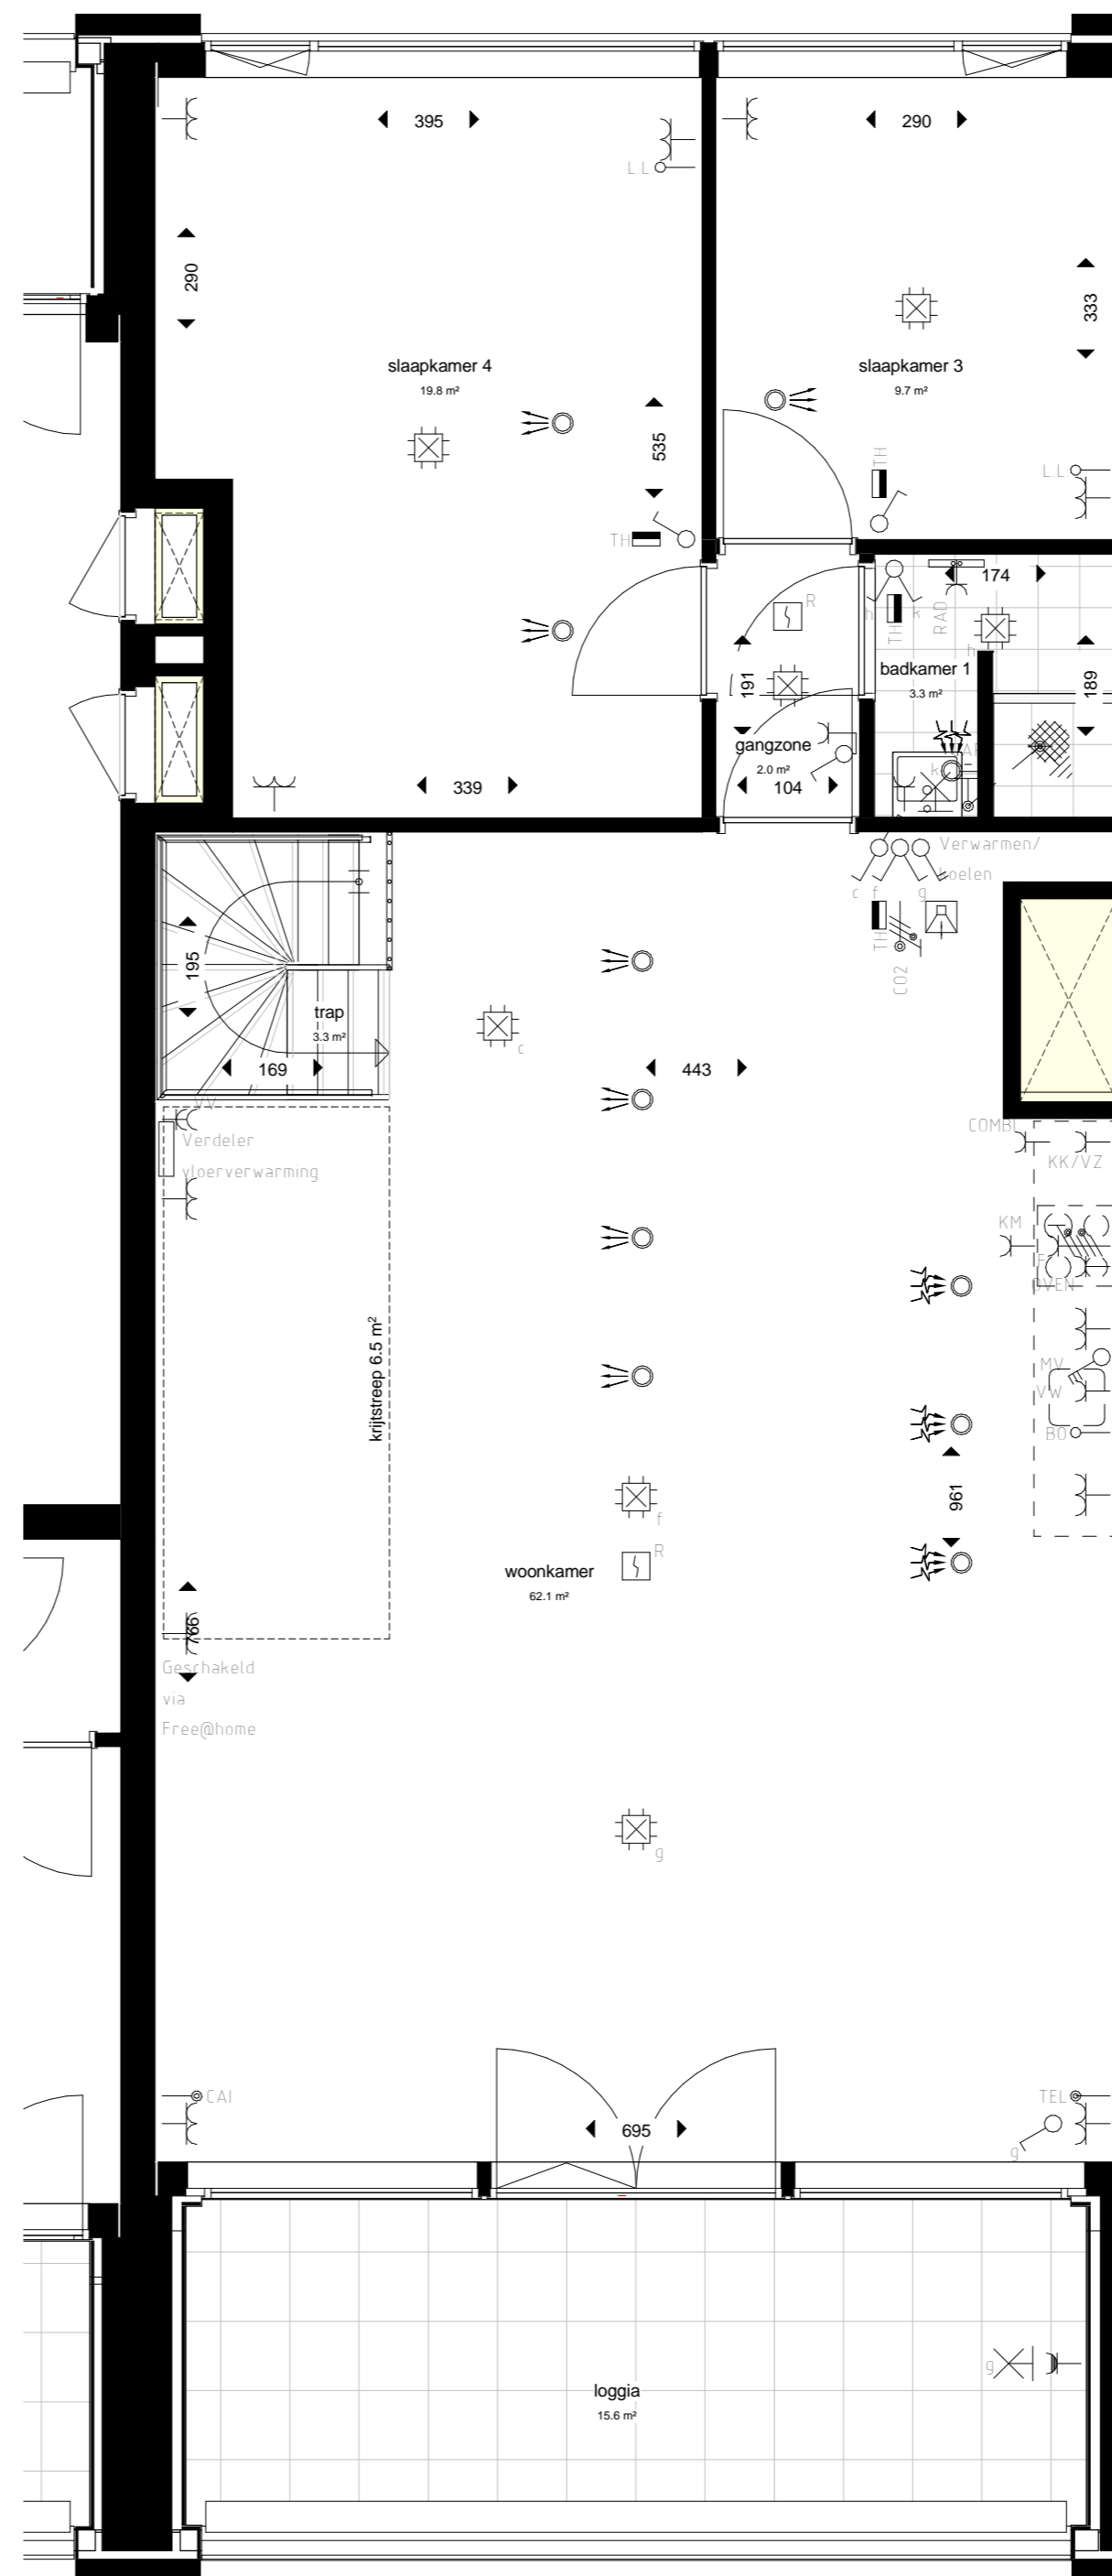 395
290
L.L.
290
333
slaapkamer 4
19.8 m²
slaapkamer 3
9.7 m²
535
TH
L.L.
TH
174
R
h
k
TH
RAD
h
badkamer 1
3.3 m²
191
189
gangzone
2.0 m²
104
339
k
Verwarmen/
koelen
c
f
g
TH
CO2
195
trap
3.3 m²
169
c
443
VV
Verdeler
vloerverwarming
COMBI
KK/VZ
KM
OVEN
krijtstreep 6.5 m²
MV
VW
BO
961
f
R
woonkamer
62.1 m²
766
Geschakeld
via
Free@home
g
CAI
TEL
695
g
g
loggia
15.6 m²